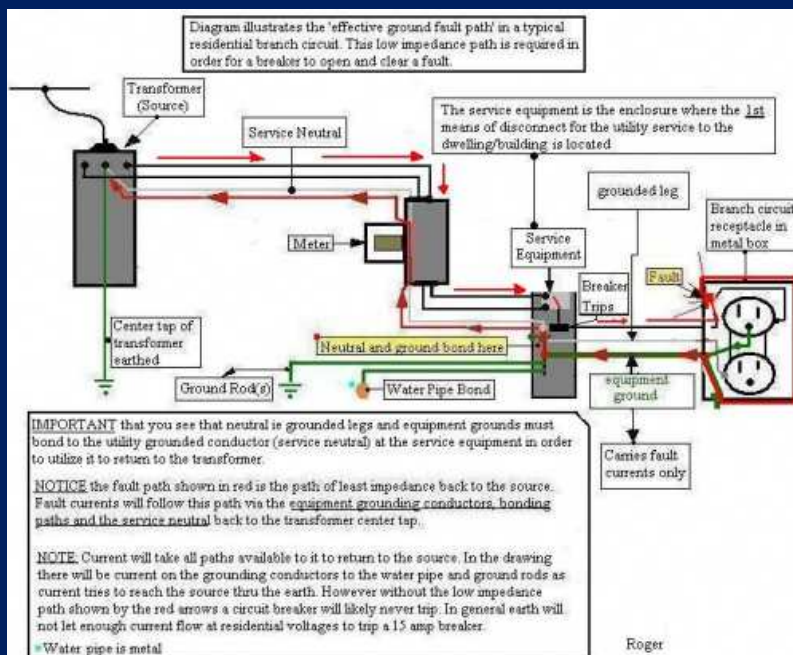 Diagram illustrates the 'effective ground fault path' in a typical
residential branch circuit. This low impedance path is required in
order for a breaker to open and clear a fault.
Transformer
(Source)
Service Neutral
The service equipment is the enclosure where the 1st
means of disconnect for the utility service to the
dwelling/building is located
grounded leg
Branch circuit
receptacle in
metal box
Meter
Service
Equipment
Fault
Breaker
Trips
Center tap of
transformer
earthed
Neutral and ground bond here
Ground Rod(s)
Water Pipe Bond
equipment
ground
Carries fault
currents only
IMPORTANT that you see that neutral ie grounded legs and equipment grounds must
bond to the utility grounded conductor (service neutral) at the service equipment in order
to utilize it to return to the transformer.
NOTICE the fault path shown in red is the path of least impedance back to the source.
Fault currents will follow this path via the equipment grounding conductors, bonding
paths and the service neutral back to the transformer center tap.
NOTE: Current will take all paths available to it to return to the source. In the drawing
there will be current on the grounding conductors to the water pipe and ground rods as
current tries to reach the source thru the earth. However without the low impedance
path shown by the red arrows a circuit breaker will likely never trip. In general earth will
not let enough current flow at residential voltages to trip a 15 amp breaker.
*Water pipe is metal
Roger